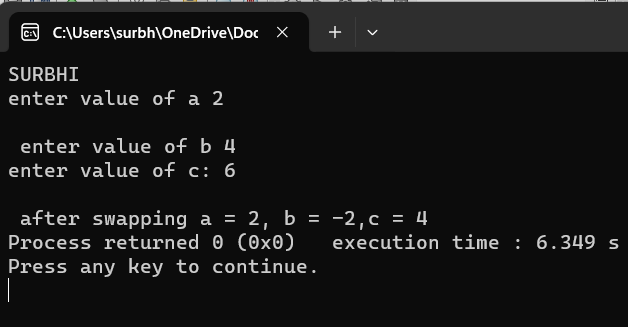 C:\Users\surbh\OneDrive\Doc
SURBHI
enter value of a 2
enter value of b 4
enter value of c: 6
after swapping a = 2, b = -2,c = 4
Process returned 0 (0x0)   execution time : 6.349 s
Press any key to continue.